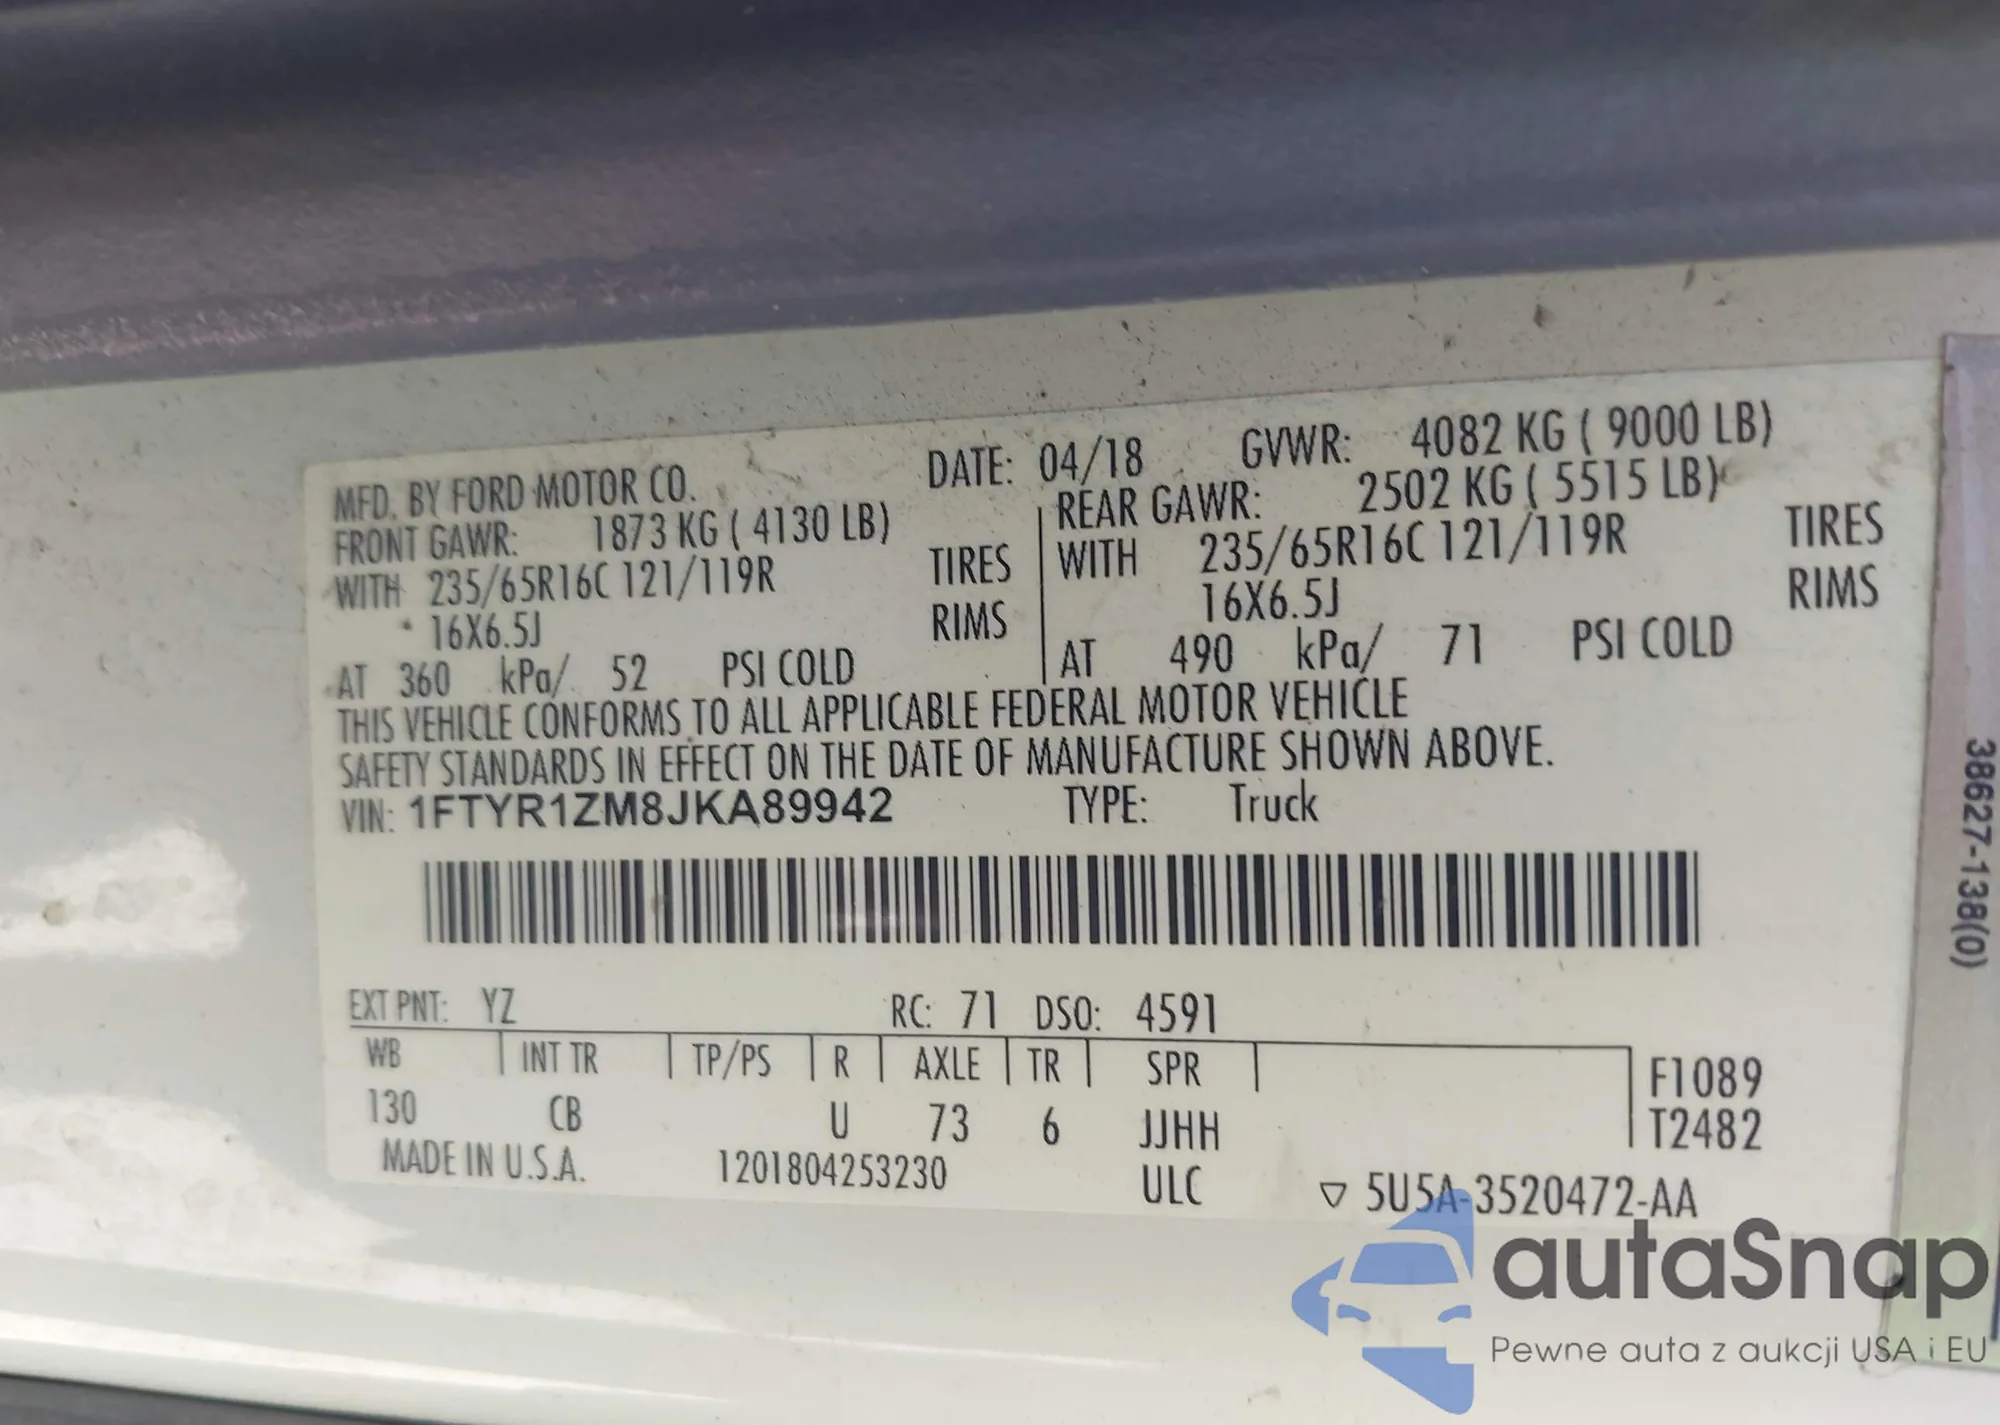 MFD. BY FORD MOTOR CO. DATE: 04/18 GVWR: 4082 KG ( 9000 LB)
FRONT GAWR: 1873 KG ( 4130 LB) REAR GAWR: 2502 KG ( 5515 LB)
WITH 235/65R16C 121/119R TIRES WITH 235/65R16C 121/119R TIRES
16X6.5J RIMS 16X6.5J RIMS
AT 360 kPa/ 52 PSI COLD AT 490 kPa/ 71 PSI COLD
THIS VEHICLE CONFORMS TO ALL APPLICABLE FEDERAL MOTOR VEHICLE
SAFETY STANDARDS IN EFFECT ON THE DATE OF MANUFACTURE SHOWN ABOVE.
VIN: 1FTYR1ZM8JKA89942 TYPE: Truck
EXT PNT: YZ RC: 71 DSO: 4591
WB INT TR TP/PS R AXLE TR SPR F1089
130 CB U 73 6 JJHH T2482
MADE IN U.S.A. 1201804253230 ULC ▽ 5U5A-3520472-AA
38627-138(0)
autaSnap
Pewne auta z aukcji USA i EU